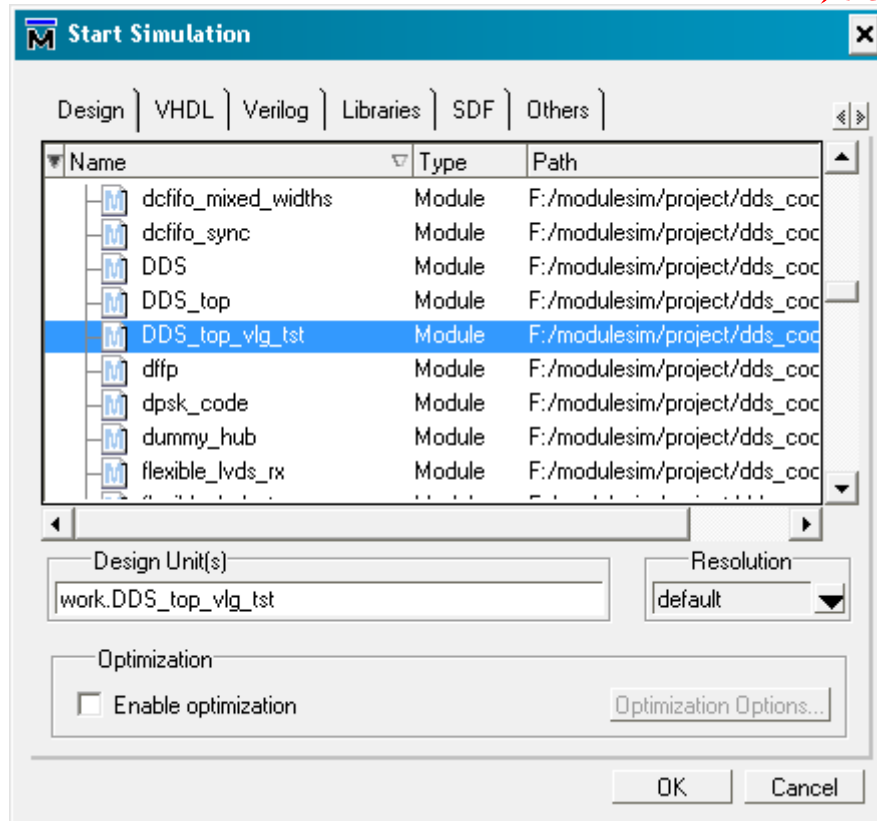 Start Simulation
Design VHDL Verilog Libraries SDF Others
Name Type Path
dcfifo_mixed_widths Module F:/modulesim/project/dds_coc
dcfifo_sync Module F:/modulesim/project/dds_coc
DDS Module F:/modulesim/project/dds_coc
DDS_top Module F:/modulesim/project/dds_coc
DDS_top_vlg_tst Module F:/modulesim/project/dds_coc
dffp Module F:/modulesim/project/dds_coc
dpsk_code Module F:/modulesim/project/dds_coc
dummy_hub Module F:/modulesim/project/dds_coc
flexible_lvds_rx Module F:/modulesim/project/dds_coc
Design Unit(s) Resolution
work.DDS_top_vlg_tst default
Optimization
Enable optimization Optimization Options...
OK Cancel